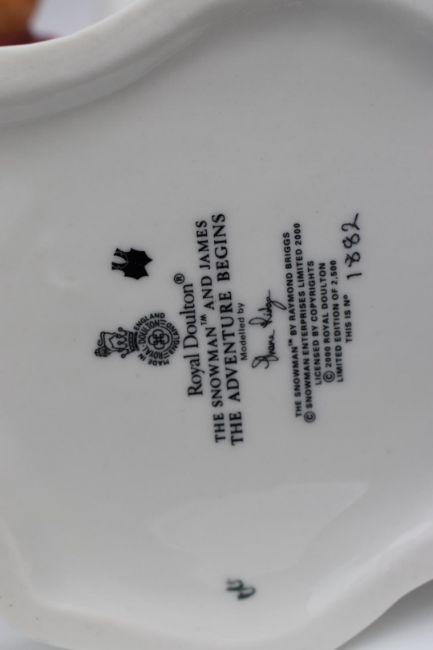 MADE IN ENGLAND
ROYAL DOULTON
Royal Doulton®
THE SNOWMAN™ AND JAMES
THE ADVENTURE BEGINS
Modelled by
THE SNOWMAN™ BY RAYMOND BRIGGS
© SNOWMAN ENTERPRISES LIMITED 2000
LICENSED BY COPYRIGHTS
© 2000 ROYAL DOULTON
LIMITED EDITION OF 2,500
THIS IS Nº 1882